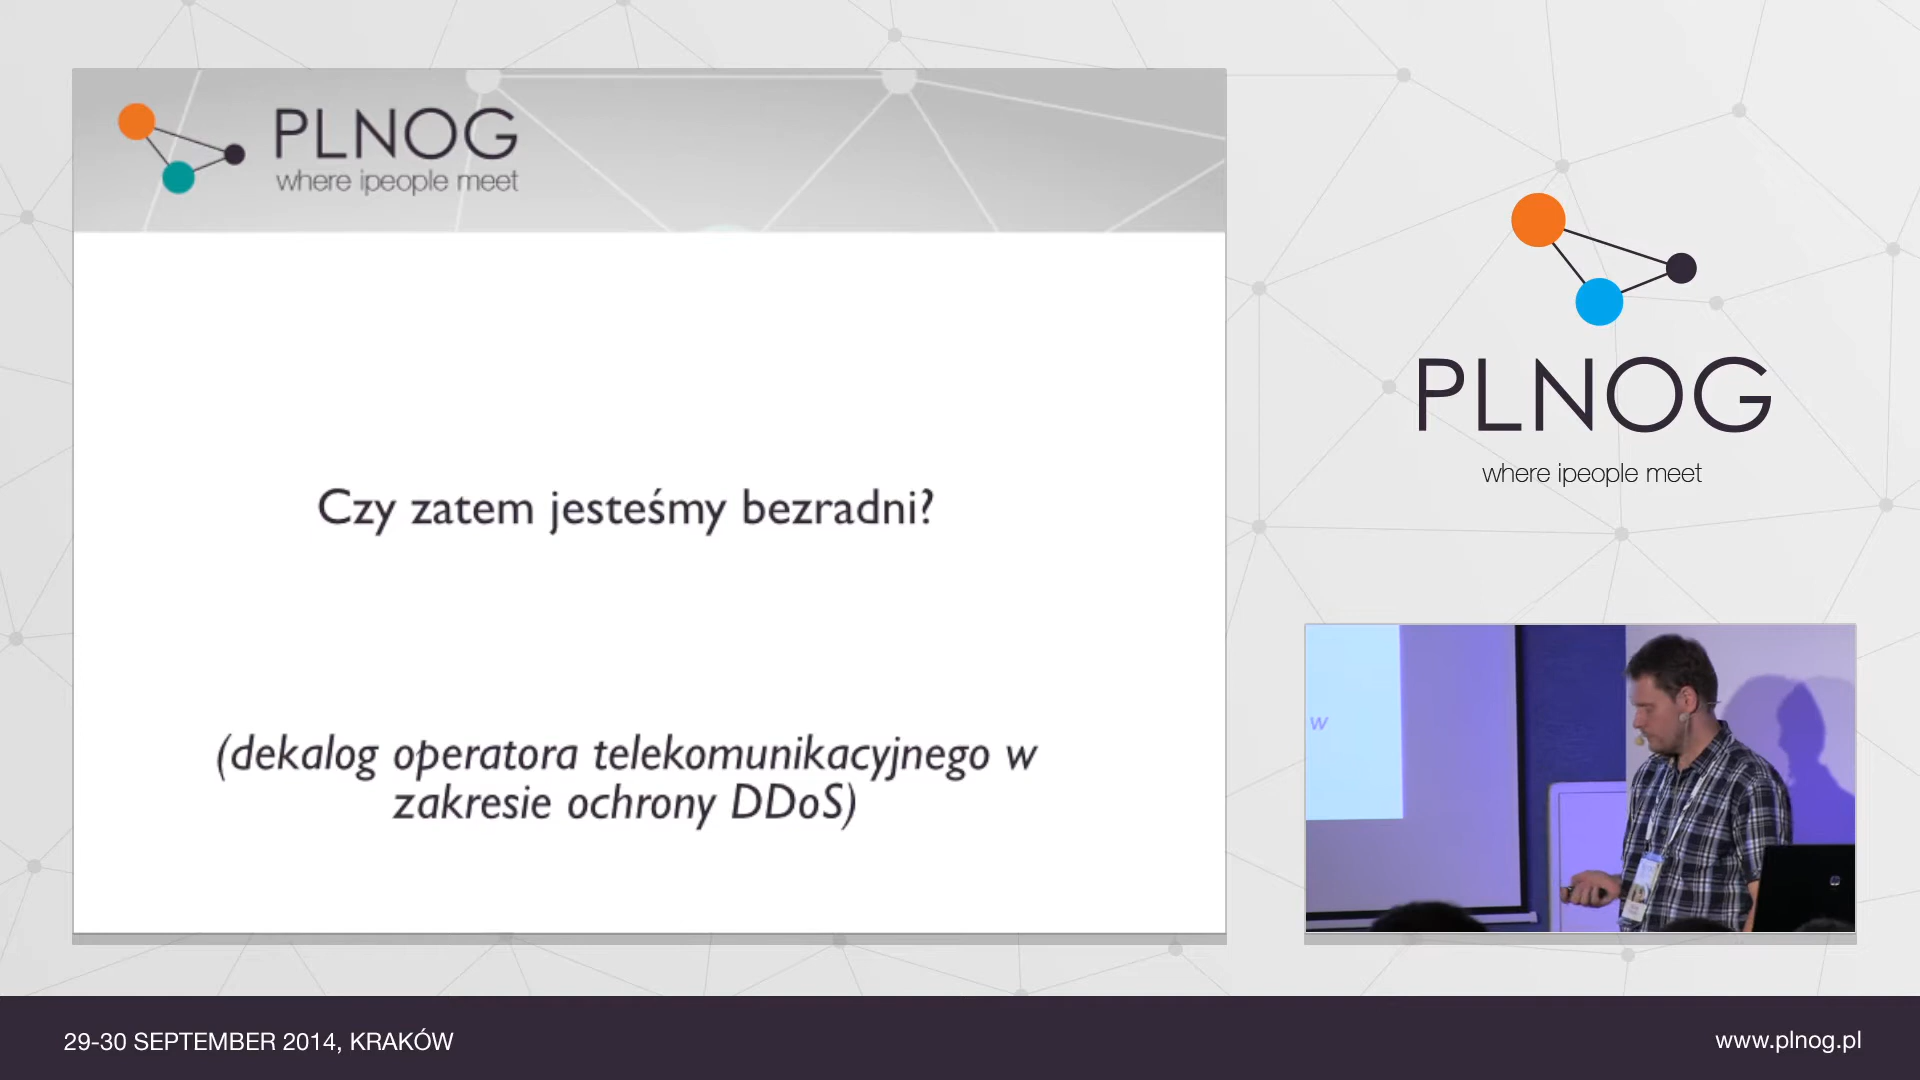 PLNOG
where ipeople meet
Czy zatem jesteśmy bezradni?
(dekalog operatora telekomunikacyjnego w
zakresie ochrony DDoS)
PLNOG
where ipeople meet
w
29-30 SEPTEMBER 2014, KRAKÓW
www.plnog.pl